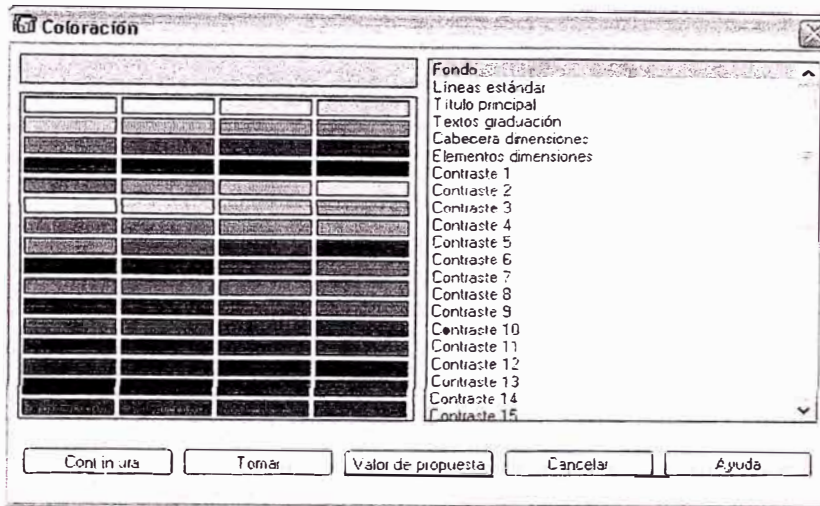 Coloración
Fondo
Líneas estándar
Título principal
Textos graduación
Cabecera dimensiones
Elementos dimensiones
Contraste 1
Contraste 2
Contraste 3
Contraste 4
Contraste 5
Contraste 6
Contraste 7
Contraste 8
Contraste 9
Contraste 10
Contraste 11
Contraste 12
Contraste 13
Contraste 14
Contraste 15
Tomar
Valor de propuesta
Cancelar
Ayuda